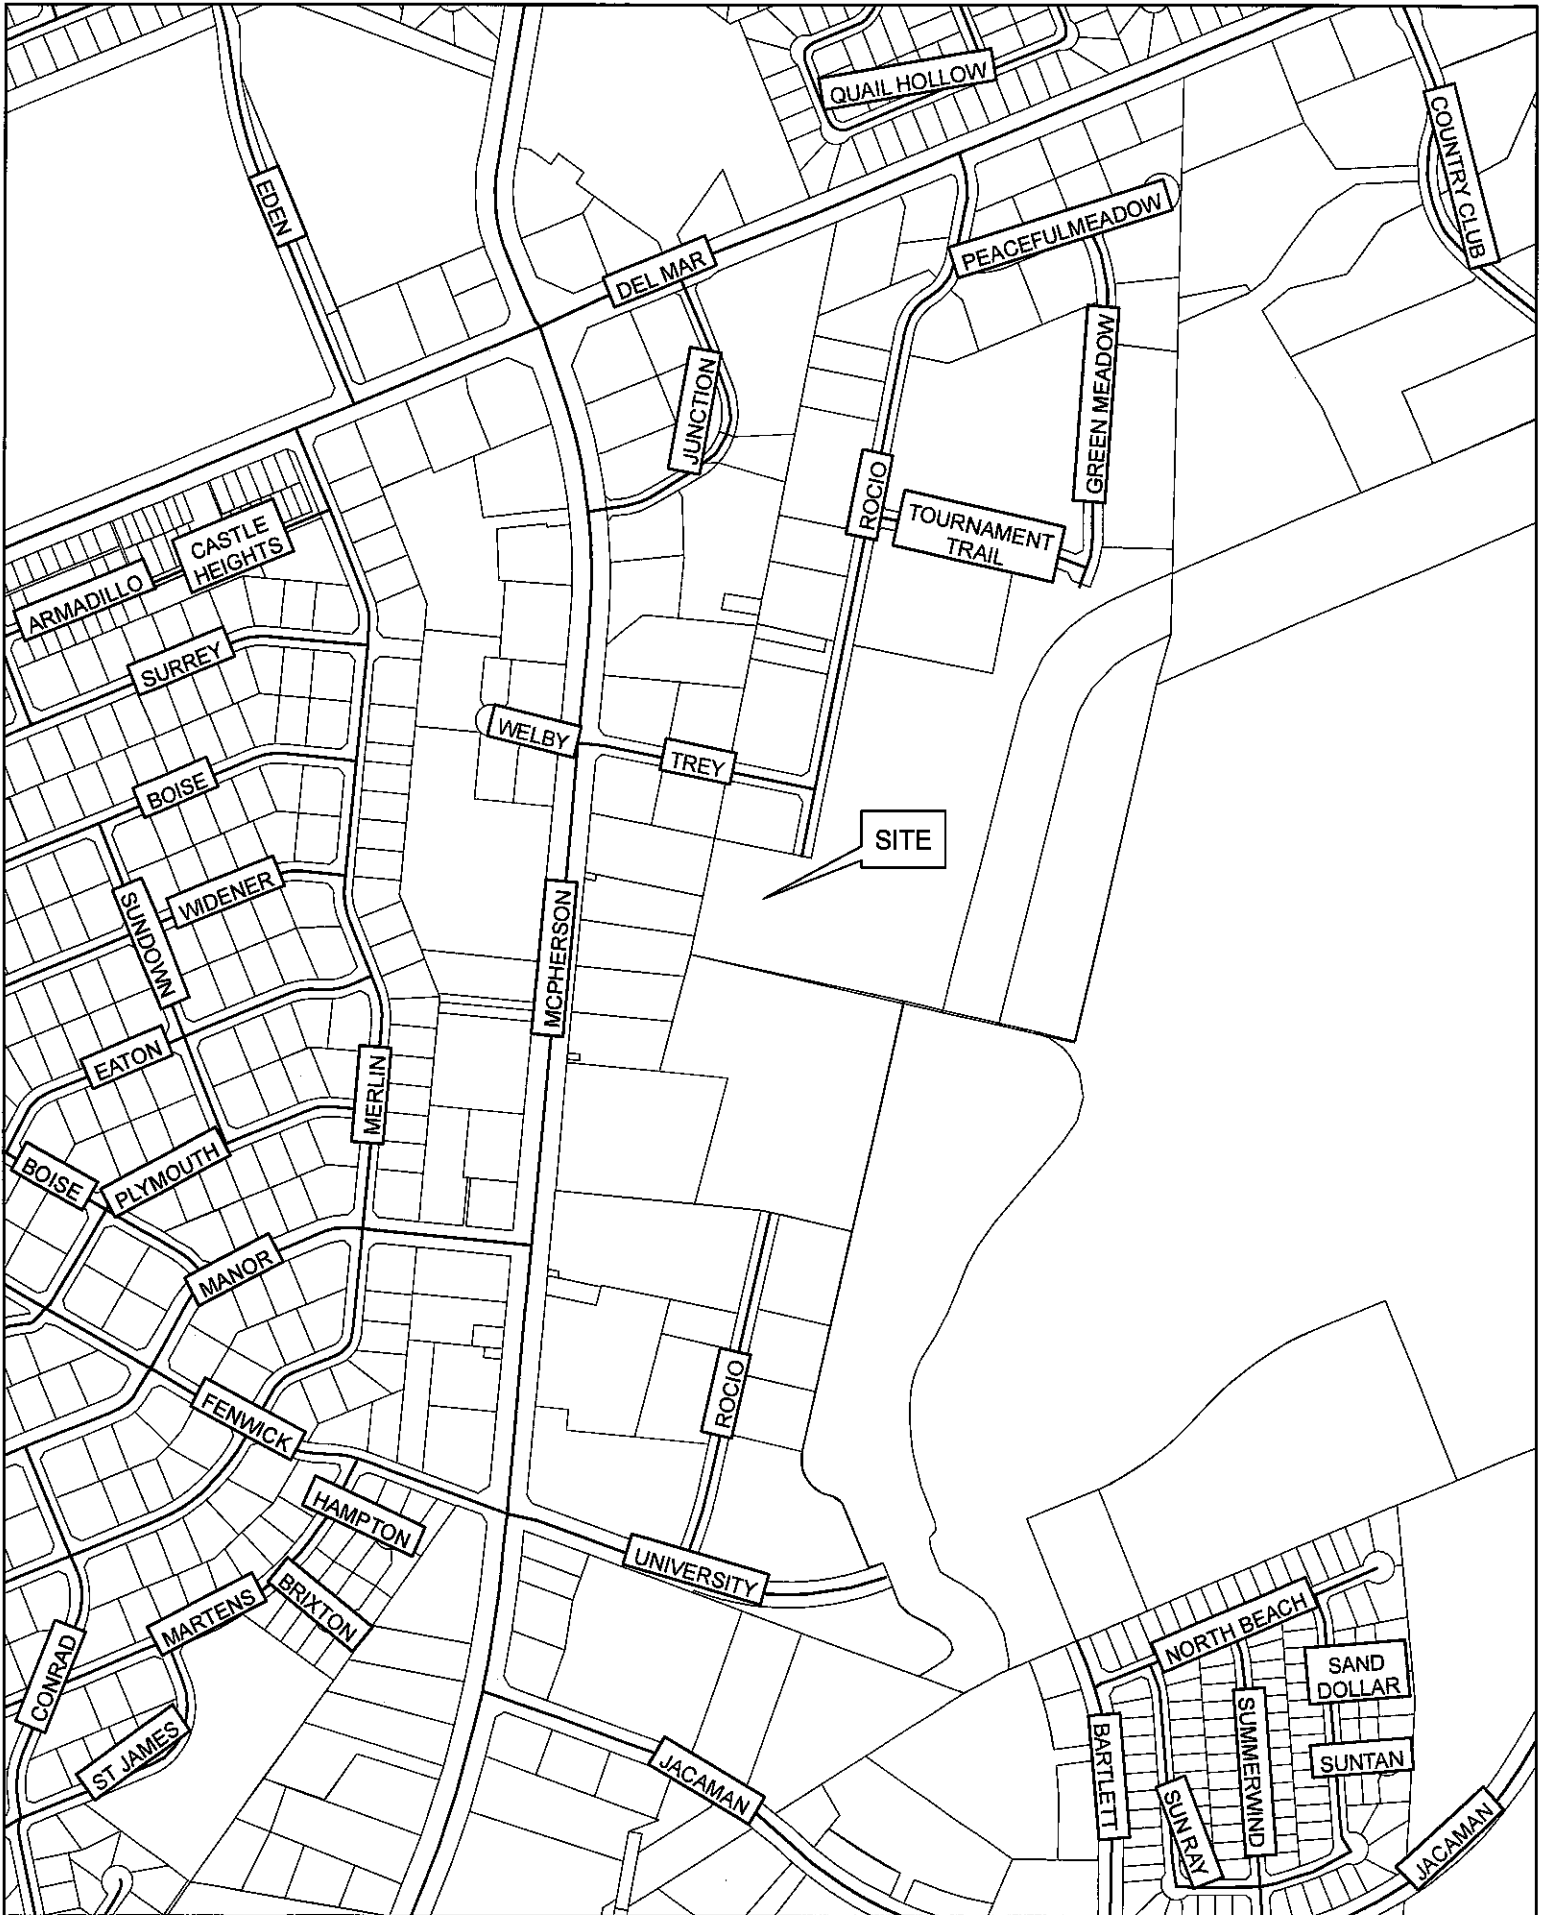 QUAIL HOLLOW
COUNTRY CLUB
EDEN
PEACEFULMEADOW
DEL MAR
JUNCTION
GREEN MEADOW
ROCIO
TOURNAMENT
TRAIL
CASTLE
HEIGHTS
ARMADILLO
SURREY
WELBY
TREY
BOISE
SITE
WIDENER
SUNDOWN
MCPHERSON
EATON
MERLIN
BOISE
PLYMOUTH
MANOR
ROCIO
FENWICK
HAMPTON
UNIVERSITY
BRIXTON
MARTENS
NORTH BEACH
CONRAD
SAND
DOLLAR
ST JAMES
BARTLETT
SUMMERWIND
SUNTAN
JACAMAN
SUN RAY
JACAMAN